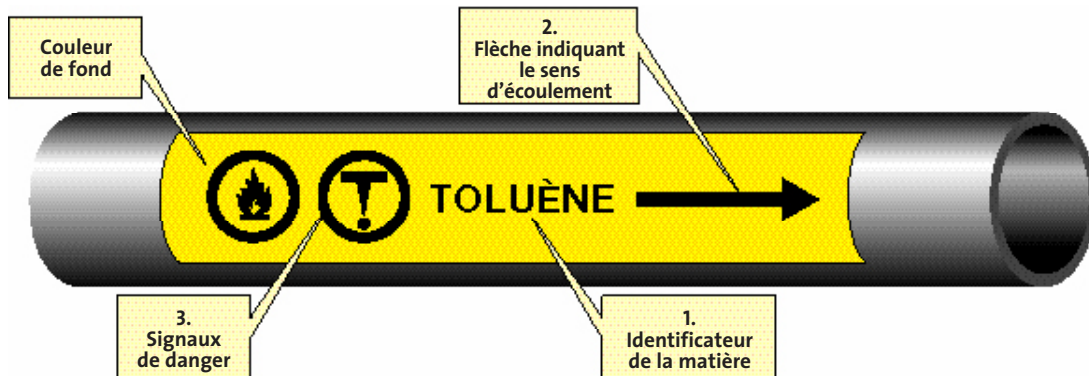 Couleur
de fond
2.
Flèche indiquant
le sens
d'écoulement
TOLUÈNE
3.
Signaux
de danger
1.
Identificateur
de la matière